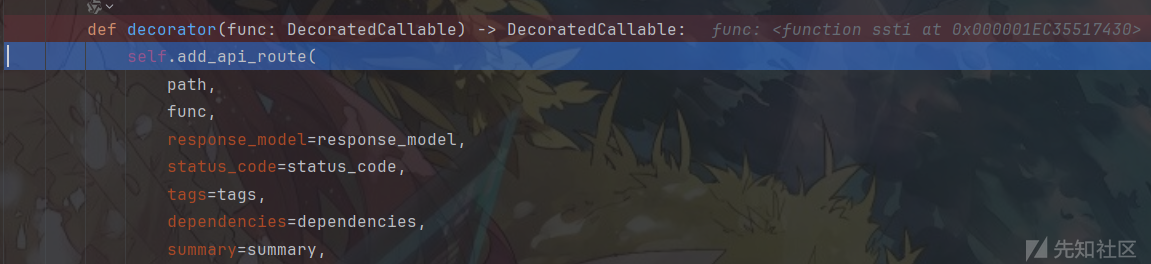 def decorator(func: DecoratedCallable) -> DecoratedCallable:   func: <function ssti at 0x000001EC35517430>
self.add_api_route(
path,
func,
response_model=response_model,
status_code=status_code,
tags=tags,
dependencies=dependencies,
summary=summary,
先知社区